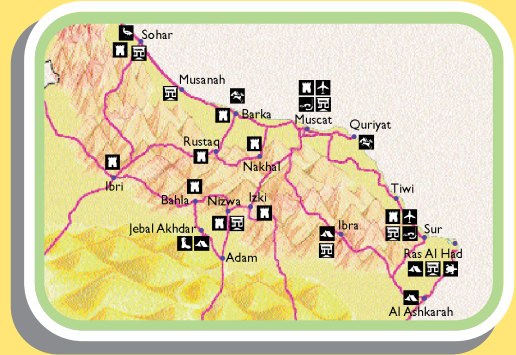 Sohar
Musanah
Barka
Muscat
Quriyat
Rustaq
Nakhal
Ibri
Tiwi
Bahla
Nizwa
Izki
Jebal Akhdar
Ibra
Sur
Adam
Ras Al Had
Al Ashkarah